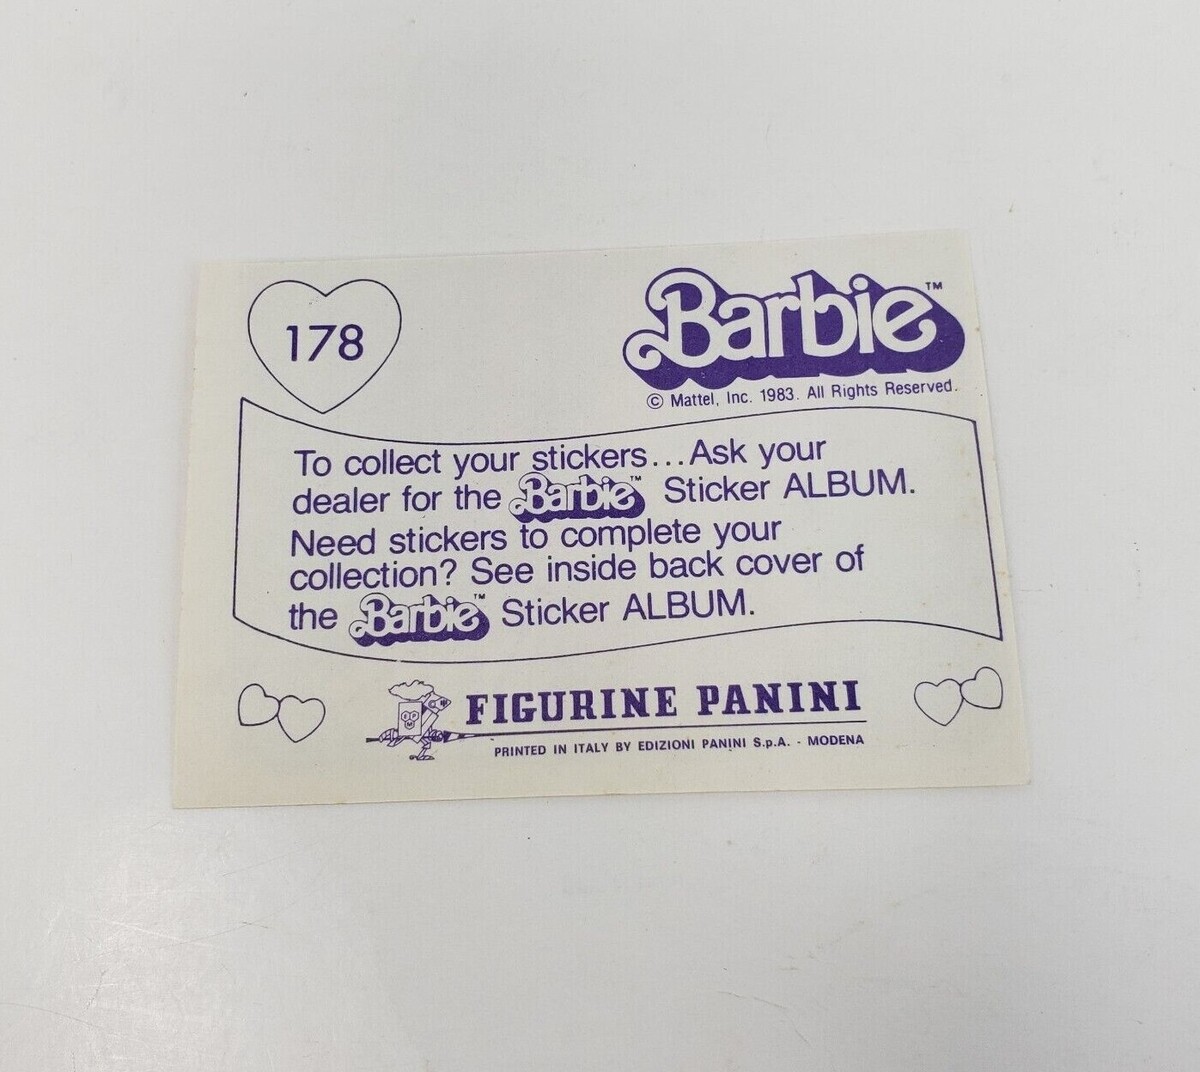 178
Barbie™
© Mattel, Inc. 1983. All Rights Reserved.
To collect your stickers...Ask your
dealer for the Barbie™ Sticker ALBUM.
Need stickers to complete your
collection? See inside back cover of
the Barbie™ Sticker ALBUM.
FIGURINE PANINI
PRINTED IN ITALY BY EDIZIONI PANINI S.p.A. - MODENA